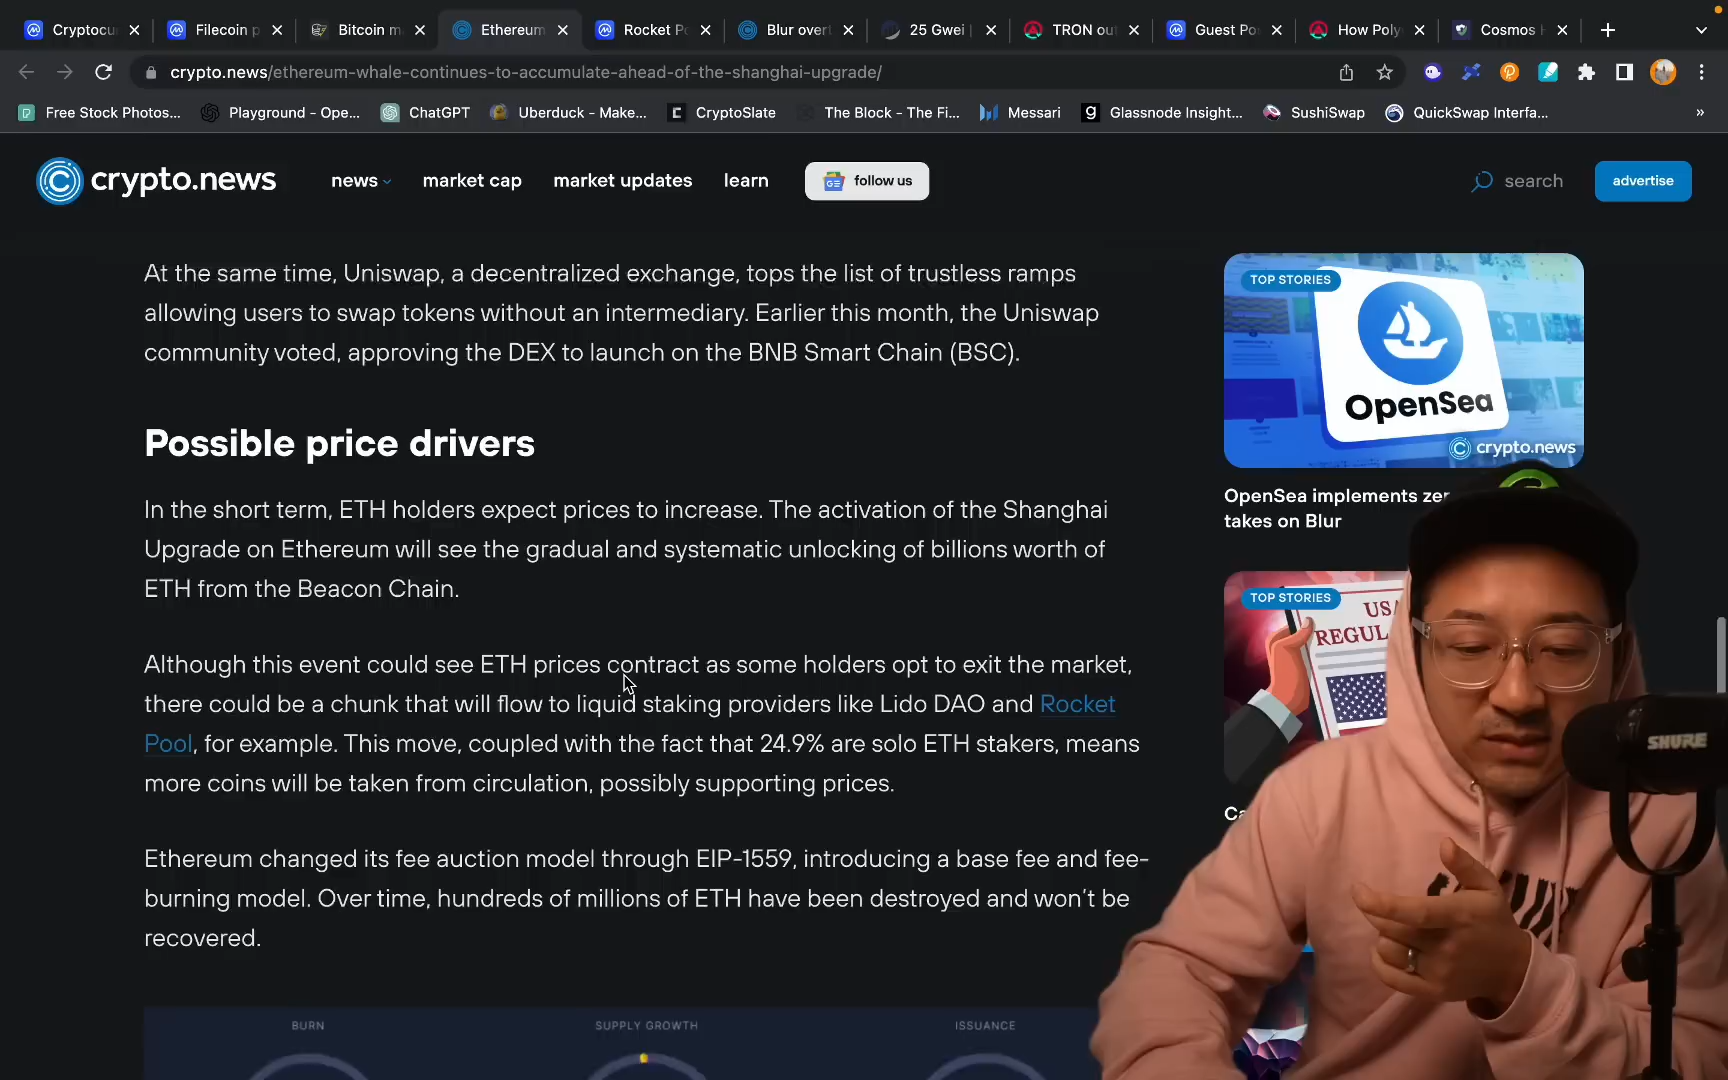 Cryptocu
Filecoin p
Bitcoin m
Ethereum
Rocket P
Blur overt
25 Gwei |
TRON out
Guest Po
How Poly
Cosmos H
crypto.news/ethereum-whale-continues-to-accumulate-ahead-of-the-shanghai-upgrade/
Free Stock Photos...
Playground - Ope...
ChatGPT
Uberduck - Make...
CryptoSlate
The Block - The Fi...
Messari
Glassnode Insight...
SushiSwap
QuickSwap Interfa...
»
crypto.news
news
market cap
market updates
learn
GE follow us
search
advertise
At the same time, Uniswap, a decentralized exchange, tops the list of trustless ramps
allowing users to swap tokens without an intermediary. Earlier this month, the Uniswap
community voted, approving the DEX to launch on the BNB Smart Chain (BSC).
Possible price drivers
In the short term, ETH holders expect prices to increase. The activation of the Shanghai
Upgrade on Ethereum will see the gradual and systematic unlocking of billions worth of
ETH from the Beacon Chain.
Although this event could see ETH prices contract as some holders opt to exit the market,
there could be a chunk that will flow to liquid staking providers like Lido DAO and Rocket
Pool, for example. This move, coupled with the fact that 24.9% are solo ETH stakers, means
more coins will be taken from circulation, possibly supporting prices.
Ethereum changed its fee auction model through EIP-1559, introducing a base fee and fee-
burning model. Over time, hundreds of millions of ETH have been destroyed and won't be
recovered.
BURN
SUPPLY GROWTH
ISSUANCE
TOP STORIES
OpenSea
crypto.news
OpenSea implements zer
takes on Blur
TOP STORIES
USA
REGUL
Ca
SHURE